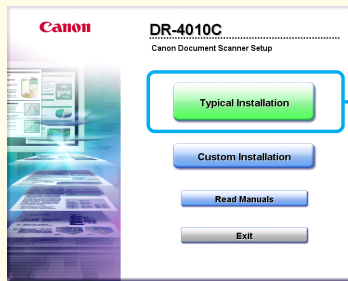 Canon
DR-4010C
Canon Document Scanner Setup
Typical Installation
Custom Installation
Read Manuals
Exit